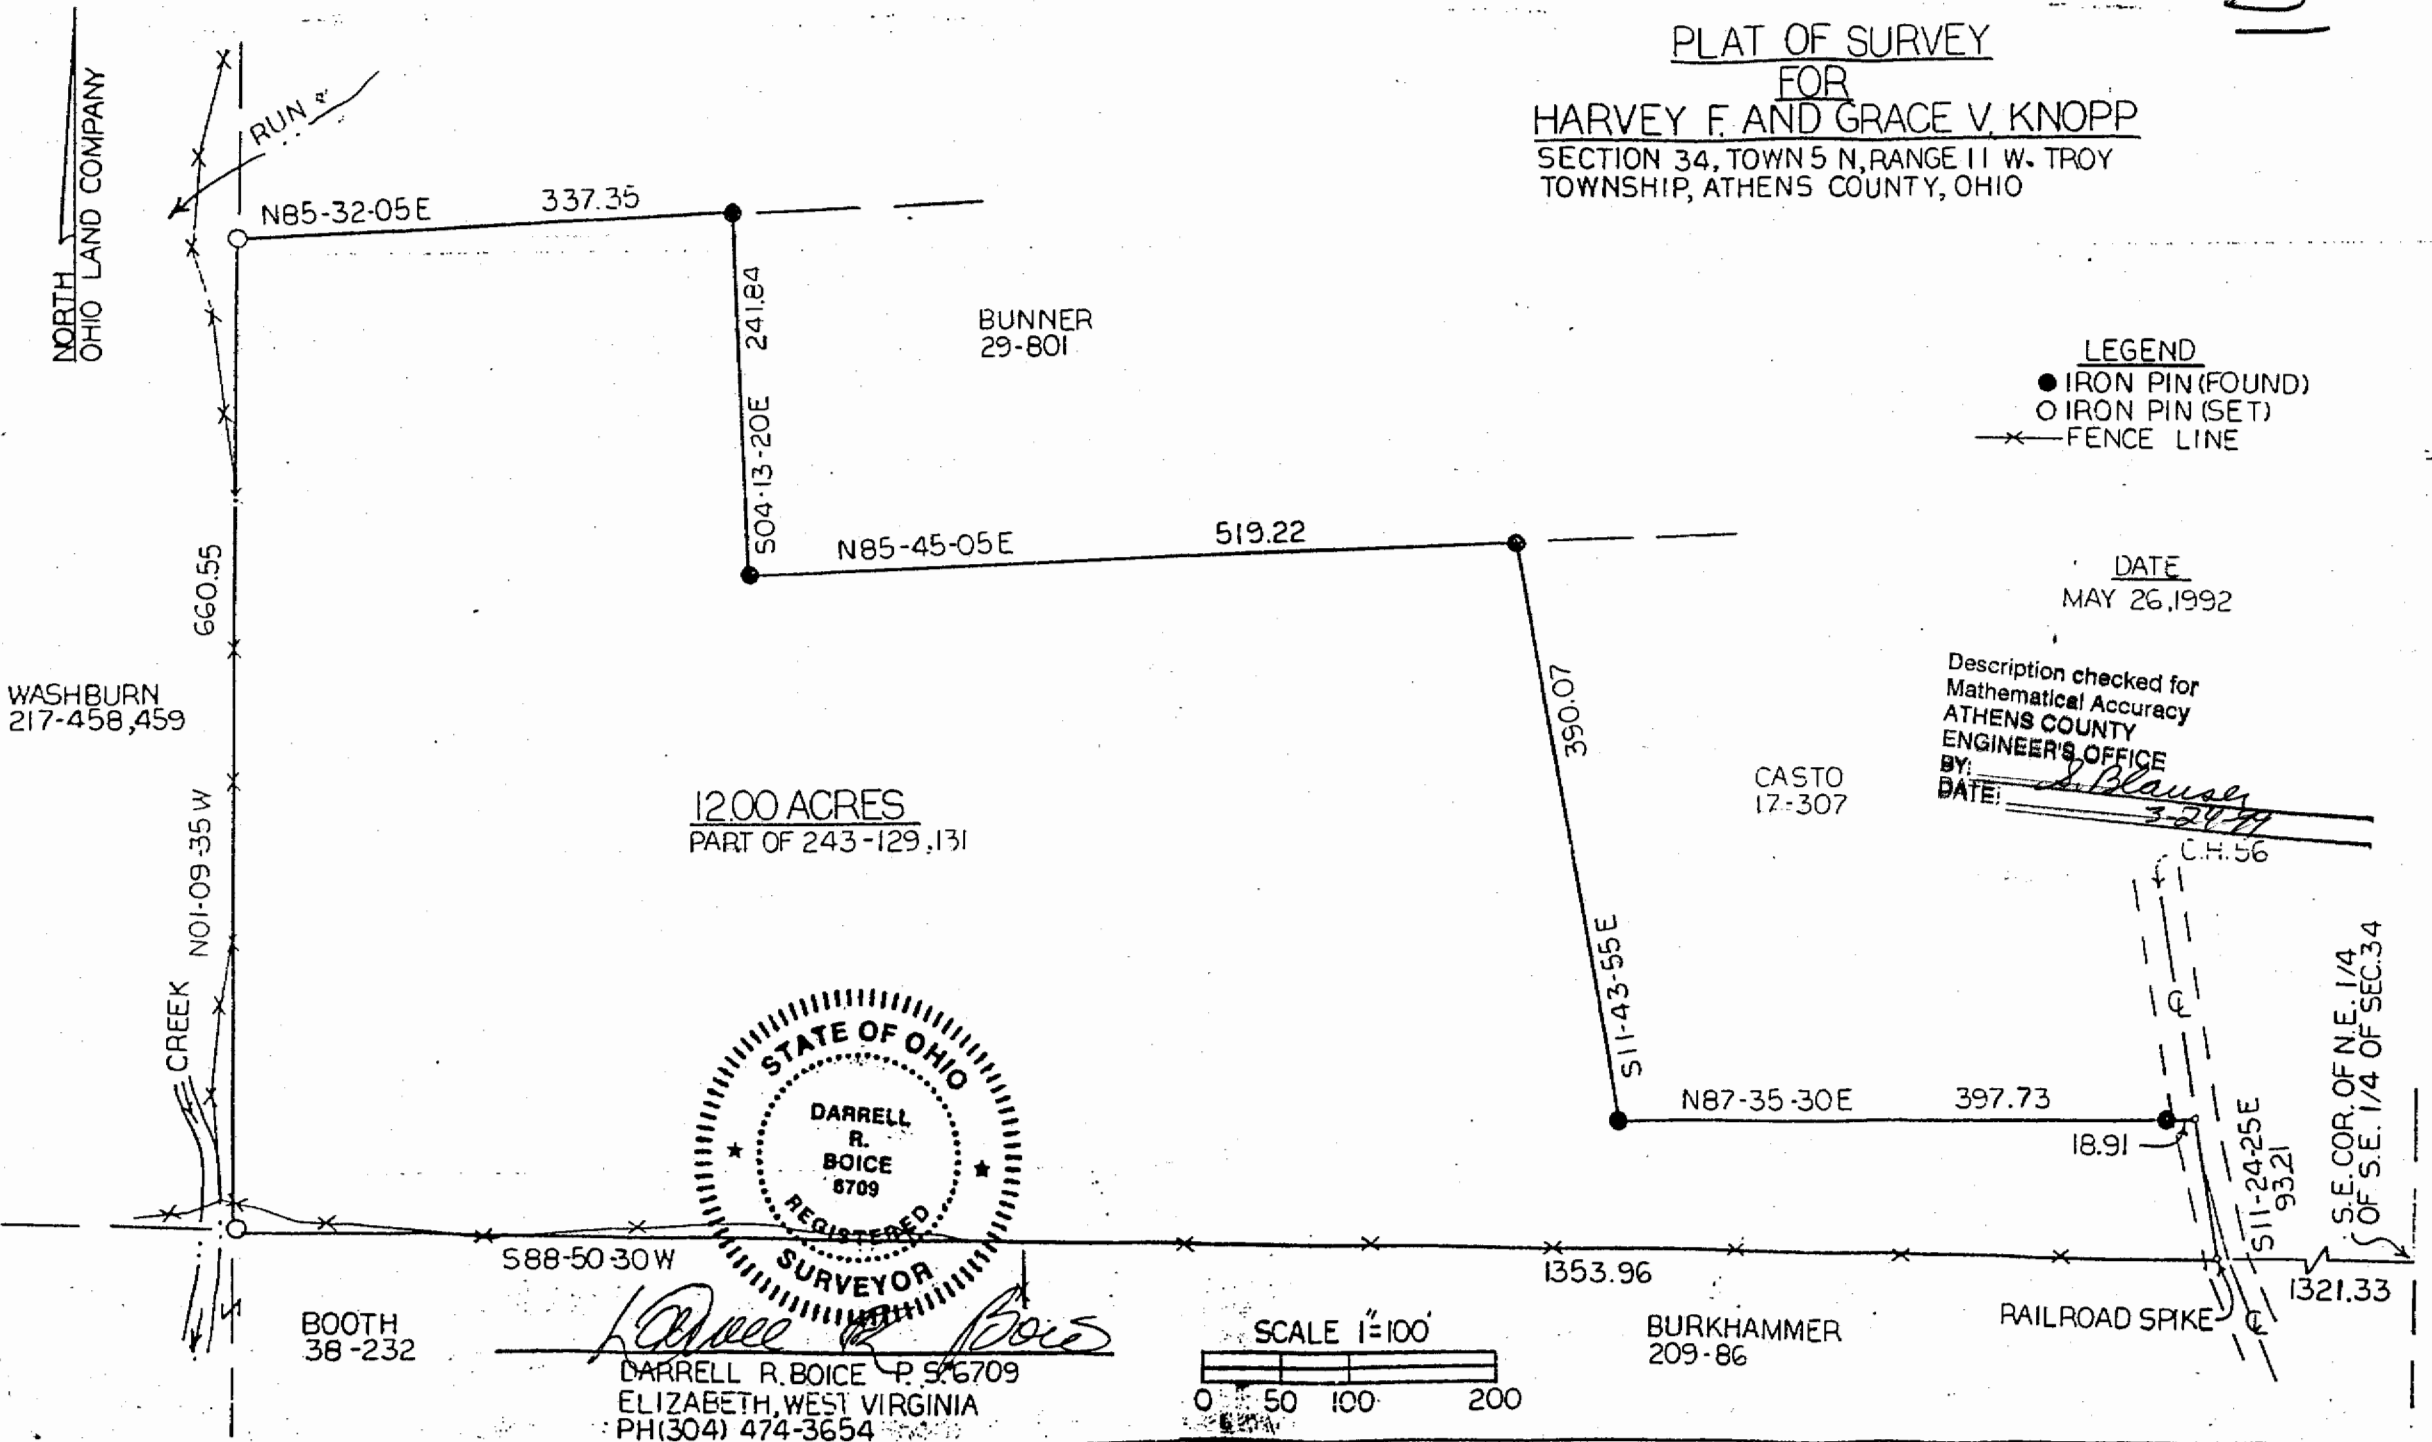 PLAT OF SURVEY
FOR
HARVEY F. AND GRACE V. KNOPP
SECTION 34, TOWN 5 N, RANGE 11 W. TROY
TOWNSHIP, ATHENS COUNTY, OHIO
NORTH
OHIO LAND COMPANY
RUN
N85-32-05E
337.35
241.84
S04-13-20E
BUNNER
29-801
LEGEND
IRON PIN (FOUND)
IRON PIN (SET)
FENCE LINE
N85-45-05E
519.22
DATE
MAY 26, 1992
660.55
N01-09-35W
WASHBURN
217-458,459
390.07
S11-43-55E
Description checked for
Mathematical Accuracy
ATHENS COUNTY
ENGINEER'S OFFICE
BY: S. Blauser
DATE:
CASTO
17-307
12.00 ACRES
PART OF 243-129,131
C.H. 56
CREEK
STATE OF OHIO
DARRELL
R.
BOICE
6709
REGISTERED
SURVEYOR
N87-35-30E
397.73
18.91
S11-24-25E
93.21
S.E. COR. OF N.E. 1/4
OF S.E. 1/4 OF SEC.34
S88-50-30W
1353.96
1321.33
RAILROAD SPIKE
BOOTH
38-232
BURKHAMMER
209-86
Darrell R Boice
DARRELL R. BOICE P.S. 6709
ELIZABETH, WEST VIRGINIA
PH(304) 474-3654
SCALE 1"=100'
0 50 100 200